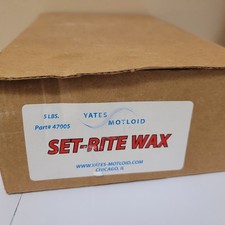 5 LBS. YATES
Part# 47005 MOTLOID
SET-RITE WAX
WWW.YATES-MOTLOID.COM
CHICAGO, IL